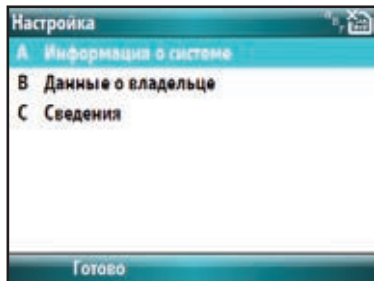 Настройка
A Информация о системе
B Данные о владельце
C Сведения
Готово